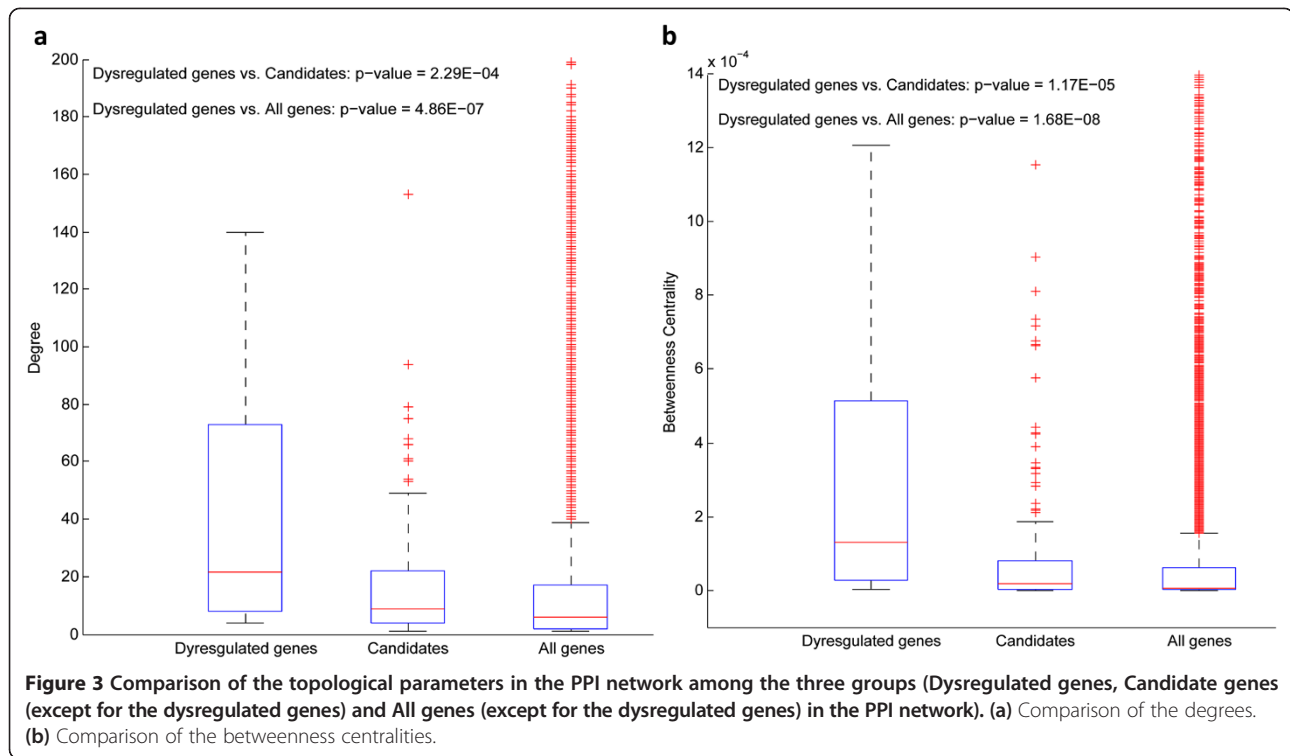 a
200
180
160
140
120
100
80
60
40
20
0
Degree
Dysregulated genes vs. Candidates: p−value = 2.29E−04
Dysregulated genes vs. All genes: p−value = 4.86E−07
Dyresgulated genes
Candidates
All genes
b
x 10⁻⁴
14
12
10
8
6
4
2
0
Betweenness Centrality
Dysregulated genes vs. Candidates: p−value = 1.17E−05
Dysregulated genes vs. All genes: p−value = 1.68E−08
Dysregulated genes
Candidates
All genes
Figure 3 Comparison of the topological parameters in the PPI network among the three groups (Dysregulated genes, Candidate genes
(except for the dysregulated genes) and All genes (except for the dysregulated genes) in the PPI network). (a) Comparison of the degrees.
(b) Comparison of the betweenness centralities.